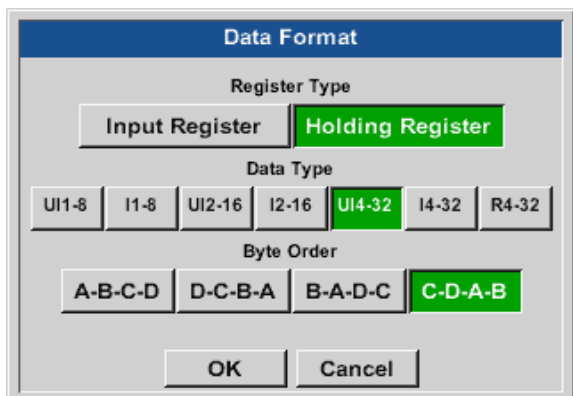 Data Format
Register Type
Input Register Holding Register
Data Type
UI1-8 I1-8 UI2-16 I2-16 UI4-32 I4-32 R4-32
Byte Order
A-B-C-D D-C-B-A B-A-D-C C-D-A-B
OK Cancel